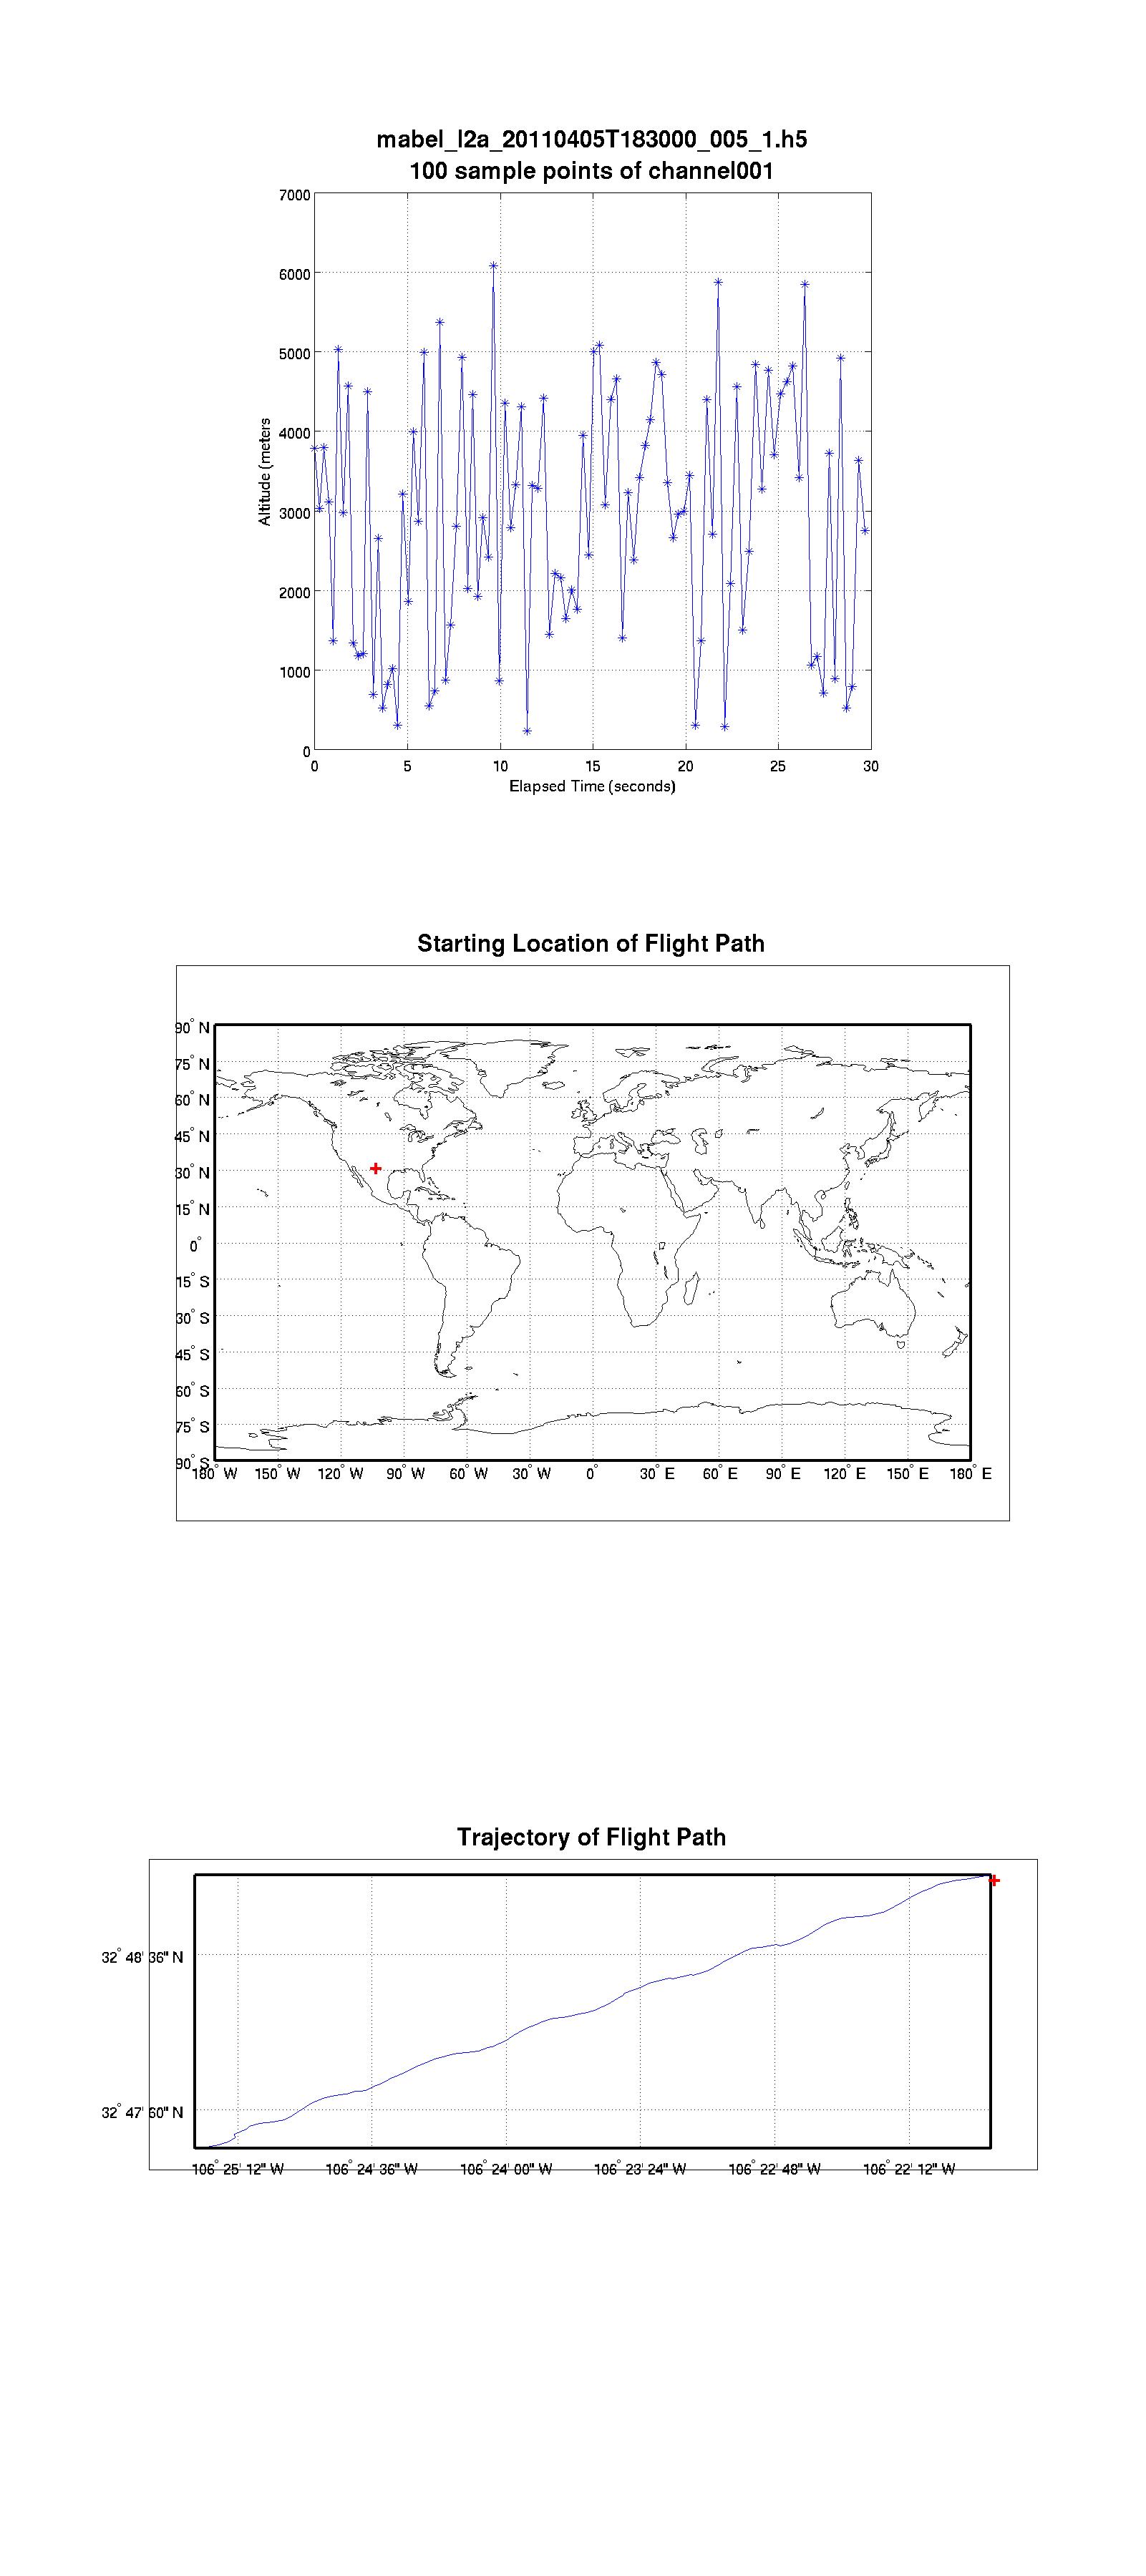 mabel_l2a_20110405T183000_005_1.h5
100 sample points of channel001
7000
6000
5000
4000
3000
2000
1000
0
Altitude (meters
0 5 10 15 20 25 30
Elapsed Time (seconds)
Starting Location of Flight Path
90° N
75° N
60° N
45° N
30° N
15° N
0°
15° S
30° S
45° S
60° S
75° S
90° S
180° W 150° W 120° W 90° W 60° W 30° W 0° 30° E 60° E 90° E 120° E 150° E 180° E
Trajectory of Flight Path
32° 48' 36" N
32° 47' 60" N
106° 25' 12" W 106° 24' 36" W 106° 24' 00" W 106° 23' 24" W 106° 22' 48" W 106° 22' 12" W